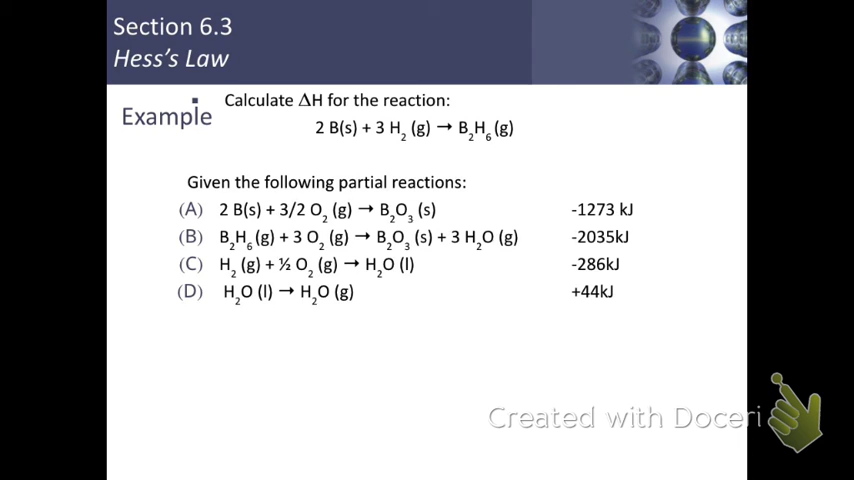 Section 6.3
Hess's Law
Example
Calculate ΔH for the reaction:
2 B(s) + 3 H₂ (g) → B₂H₆ (g)
Given the following partial reactions:
(A) 2 B(s) + 3/2 O₂ (g) → B₂O₃ (s) -1273 kJ
(B) B₂H₆ (g) + 3 O₂ (g) → B₂O₃ (s) + 3 H₂O (g) -2035kJ
(C) H₂ (g) + ½ O₂ (g) → H₂O (l) -286kJ
(D) H₂O (l) → H₂O (g) +44kJ
Created with Doceri